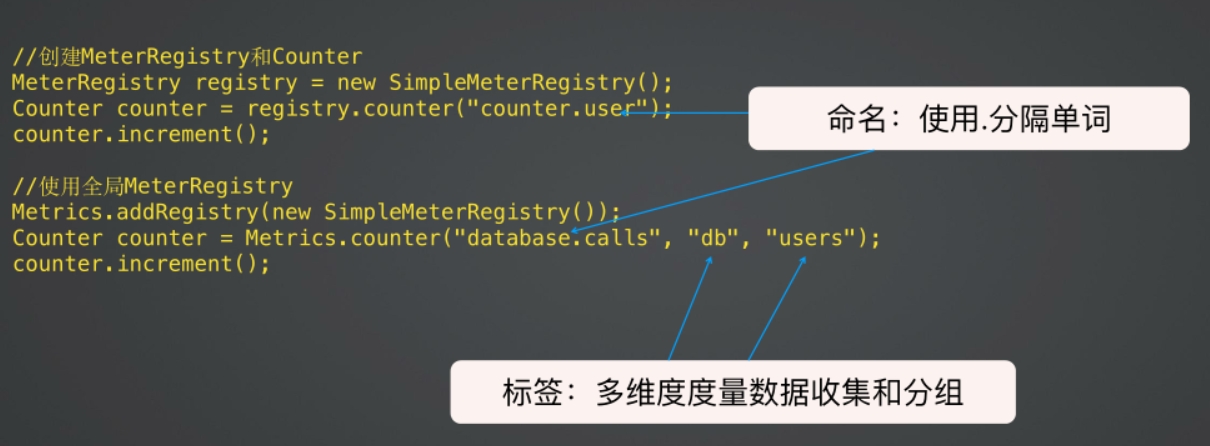 //创建MeterRegistry和Counter
MeterRegistry registry = new SimpleMeterRegistry();
Counter counter = registry.counter("counter.user");
counter.increment();
命名：使用.分隔单词
//使用全局MeterRegistry
Metrics.addRegistry(new SimpleMeterRegistry());
Counter counter = Metrics.counter("database.calls", "db", "users");
counter.increment();
标签：多维度度量数据收集和分组